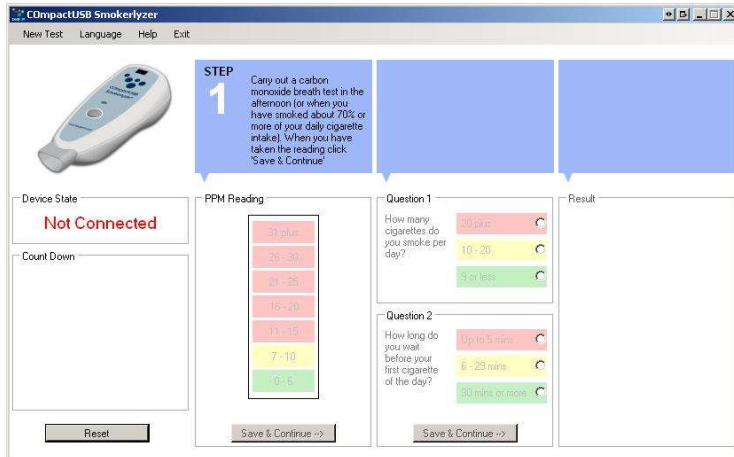 COmpactUSB Smokerlyzer
New Test Language Help Exit
STEP
1
Carry out a carbon
monoxide breath test in the
afternoon (or when you
have smoked about 70% or
more of your daily cigarette
intake). When you have
taken the reading click
'Save & Continue'
Device State
Not Connected
Count Down
Reset
PPM Reading
31 plus
26 - 30
21 - 25
16 - 20
11 - 15
7 - 10
0 - 6
Save & Continue -->
Question 1
How many
cigarettes do
you smoke per
day?
20 plus
10 - 20
9 or less
Question 2
How long do
you wait
before your
first cigarette
of the day?
Up to 5 mins
6 - 29 mins
30 mins or more
Save & Continue -->
Result